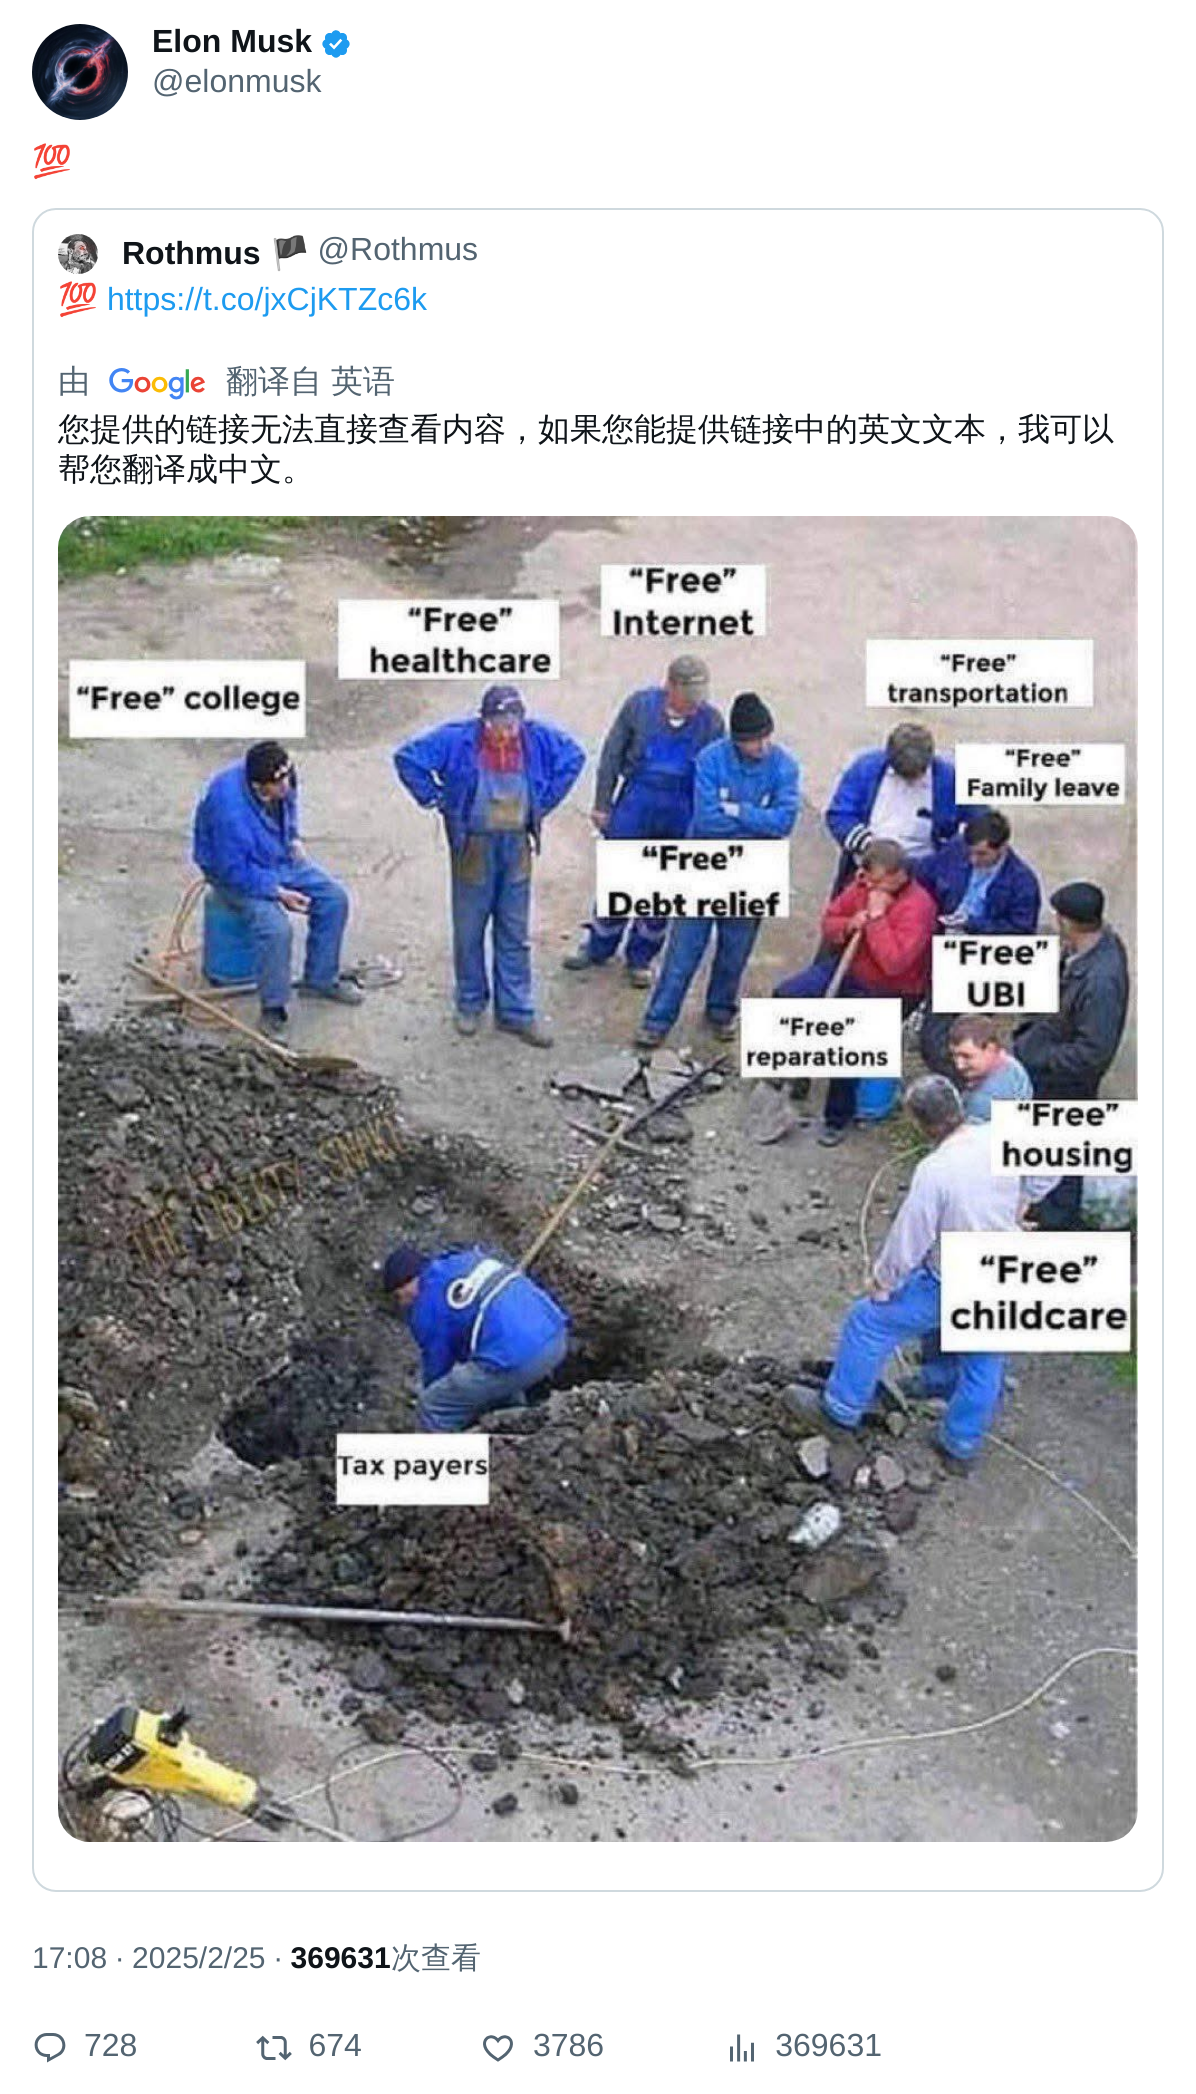 Elon Musk
@elonmusk
💯
Rothmus 🏴 @Rothmus
💯 https://t.co/jxCjKTZc6k
由 Google 翻译自 英语
您提供的链接无法直接查看内容，如果您能提供链接中的英文文本，我可以
帮您翻译成中文。
“Free”
Internet
“Free”
healthcare
“Free”
transportation
“Free” college
“Free”
Family leave
“Free”
Debt relief
“Free”
UBI
“Free”
reparations
“Free”
housing
THE LIBERTY SHAKT
“Free”
childcare
Tax payers
17:08 · 2025/2/25 · 369631次查看
728
674
3786
369631